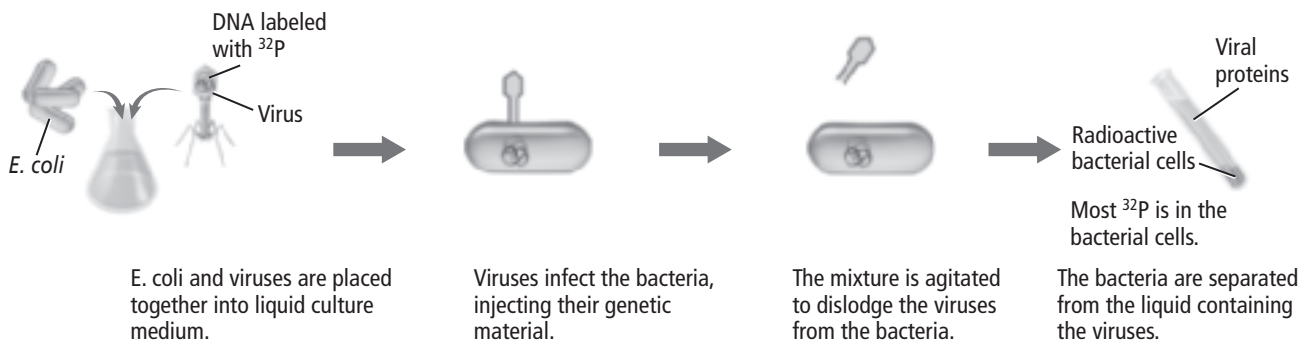 DNA labeled
with ³²P
Virus
E. coli
Viral
proteins
Radioactive
bacterial cells
Most ³²P is in the
bacterial cells.
E. coli and viruses are placed
together into liquid culture
medium.
Viruses infect the bacteria,
injecting their genetic
material.
The mixture is agitated
to dislodge the viruses
from the bacteria.
The bacteria are separated
from the liquid containing
the viruses.